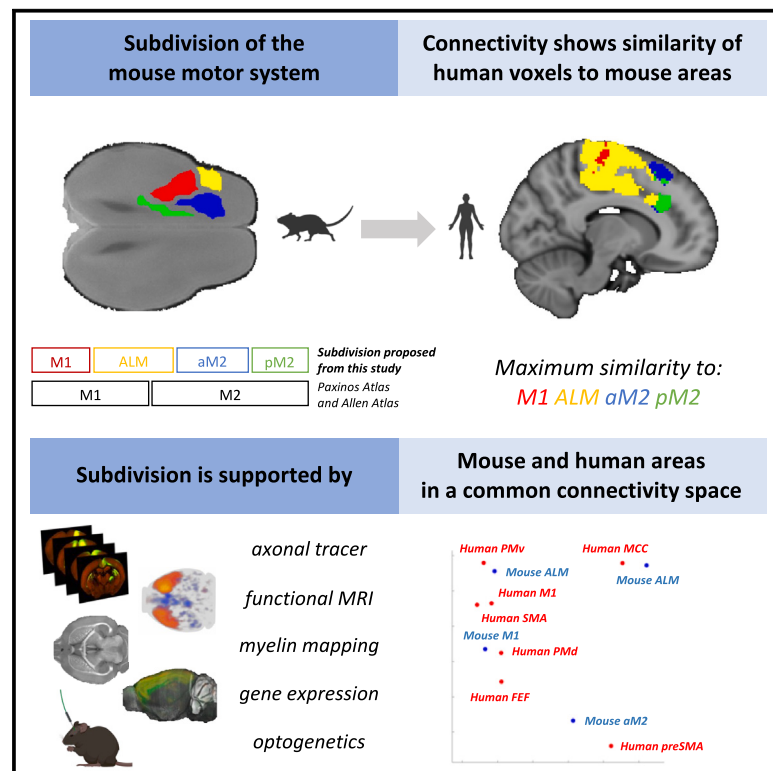 Subdivision of the
mouse motor system
Connectivity shows similarity of
human voxels to mouse areas
M1 ALM aM2 pM2
Subdivision proposed
from this study
M1 M2
Paxinos Atlas
and Allen Atlas
Maximum similarity to:
M1 ALM aM2 pM2
Subdivision is supported by
axonal tracer
functional MRI
myelin mapping
gene expression
optogenetics
Mouse and human areas
in a common connectivity space
Human PMv
Human MCC
Mouse ALM
Mouse ALM
Human M1
Human SMA
Mouse M1
Human PMd
Human FEF
Mouse aM2
Human preSMA